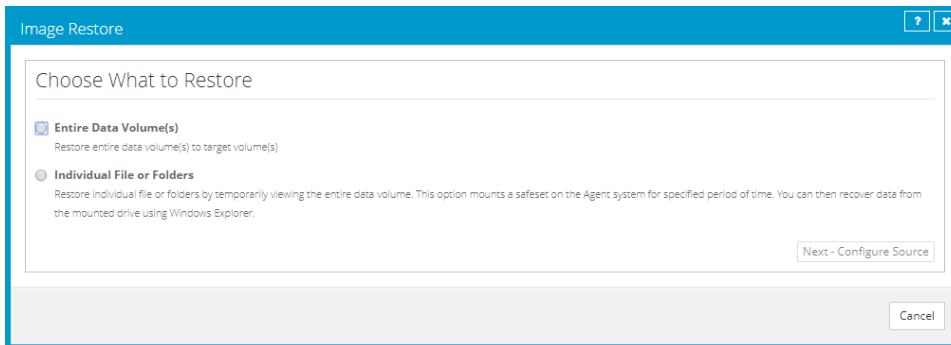 Image Restore
?
x
Choose What to Restore
Entire Data Volume(s)
Restore entire data volume(s) to target volume(s)
Individual File or Folders
Restore individual file or folders by temporarily viewing the entire data volume. This option mounts a safeset on the Agent system for specified period of time. You can then recover data from
the mounted drive using Windows Explorer.
Next - Configure Source
Cancel